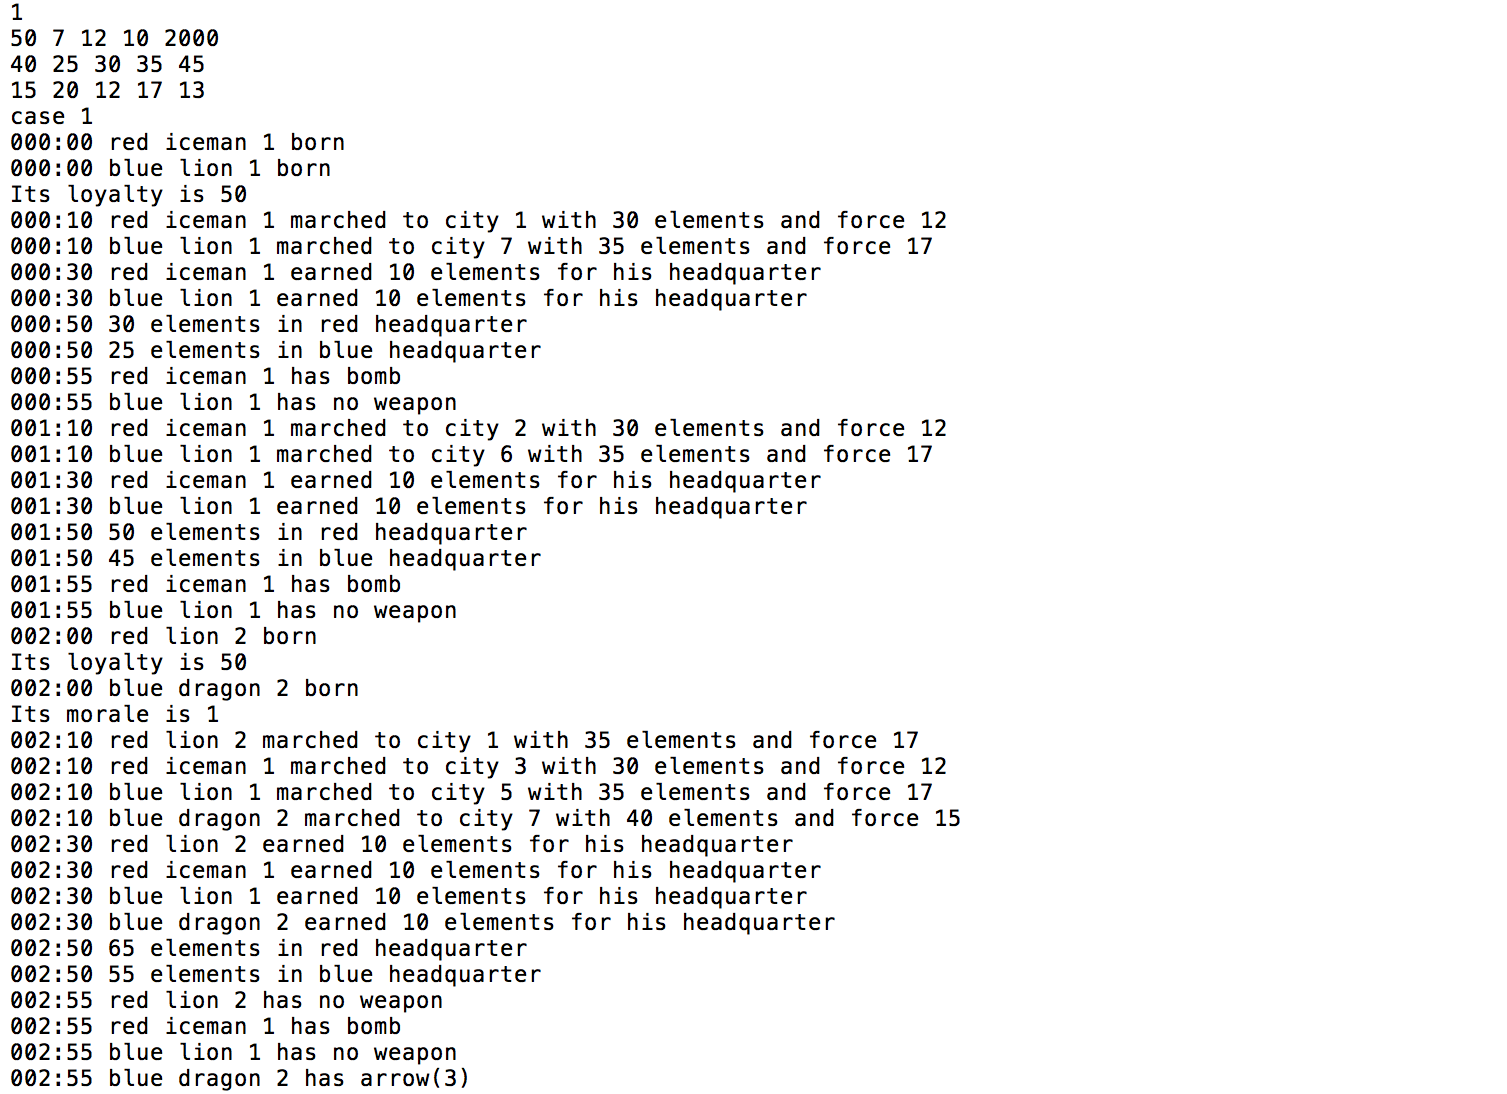 1
50 7 12 10 2000
40 25 30 35 45
15 20 12 17 13
case 1
000:00 red iceman 1 born
000:00 blue lion 1 born
Its loyalty is 50
000:10 red iceman 1 marched to city 1 with 30 elements and force 12
000:10 blue lion 1 marched to city 7 with 35 elements and force 17
000:30 red iceman 1 earned 10 elements for his headquarter
000:30 blue lion 1 earned 10 elements for his headquarter
000:50 30 elements in red headquarter
000:50 25 elements in blue headquarter
000:55 red iceman 1 has bomb
000:55 blue lion 1 has no weapon
001:10 red iceman 1 marched to city 2 with 30 elements and force 12
001:10 blue lion 1 marched to city 6 with 35 elements and force 17
001:30 red iceman 1 earned 10 elements for his headquarter
001:30 blue lion 1 earned 10 elements for his headquarter
001:50 50 elements in red headquarter
001:50 45 elements in blue headquarter
001:55 red iceman 1 has bomb
001:55 blue lion 1 has no weapon
002:00 red lion 2 born
Its loyalty is 50
002:00 blue dragon 2 born
Its morale is 1
002:10 red lion 2 marched to city 1 with 35 elements and force 17
002:10 red iceman 1 marched to city 3 with 30 elements and force 12
002:10 blue lion 1 marched to city 5 with 35 elements and force 17
002:10 blue dragon 2 marched to city 7 with 40 elements and force 15
002:30 red lion 2 earned 10 elements for his headquarter
002:30 red iceman 1 earned 10 elements for his headquarter
002:30 blue lion 1 earned 10 elements for his headquarter
002:30 blue dragon 2 earned 10 elements for his headquarter
002:50 65 elements in red headquarter
002:50 55 elements in blue headquarter
002:55 red lion 2 has no weapon
002:55 red iceman 1 has bomb
002:55 blue lion 1 has no weapon
002:55 blue dragon 2 has arrow(3)